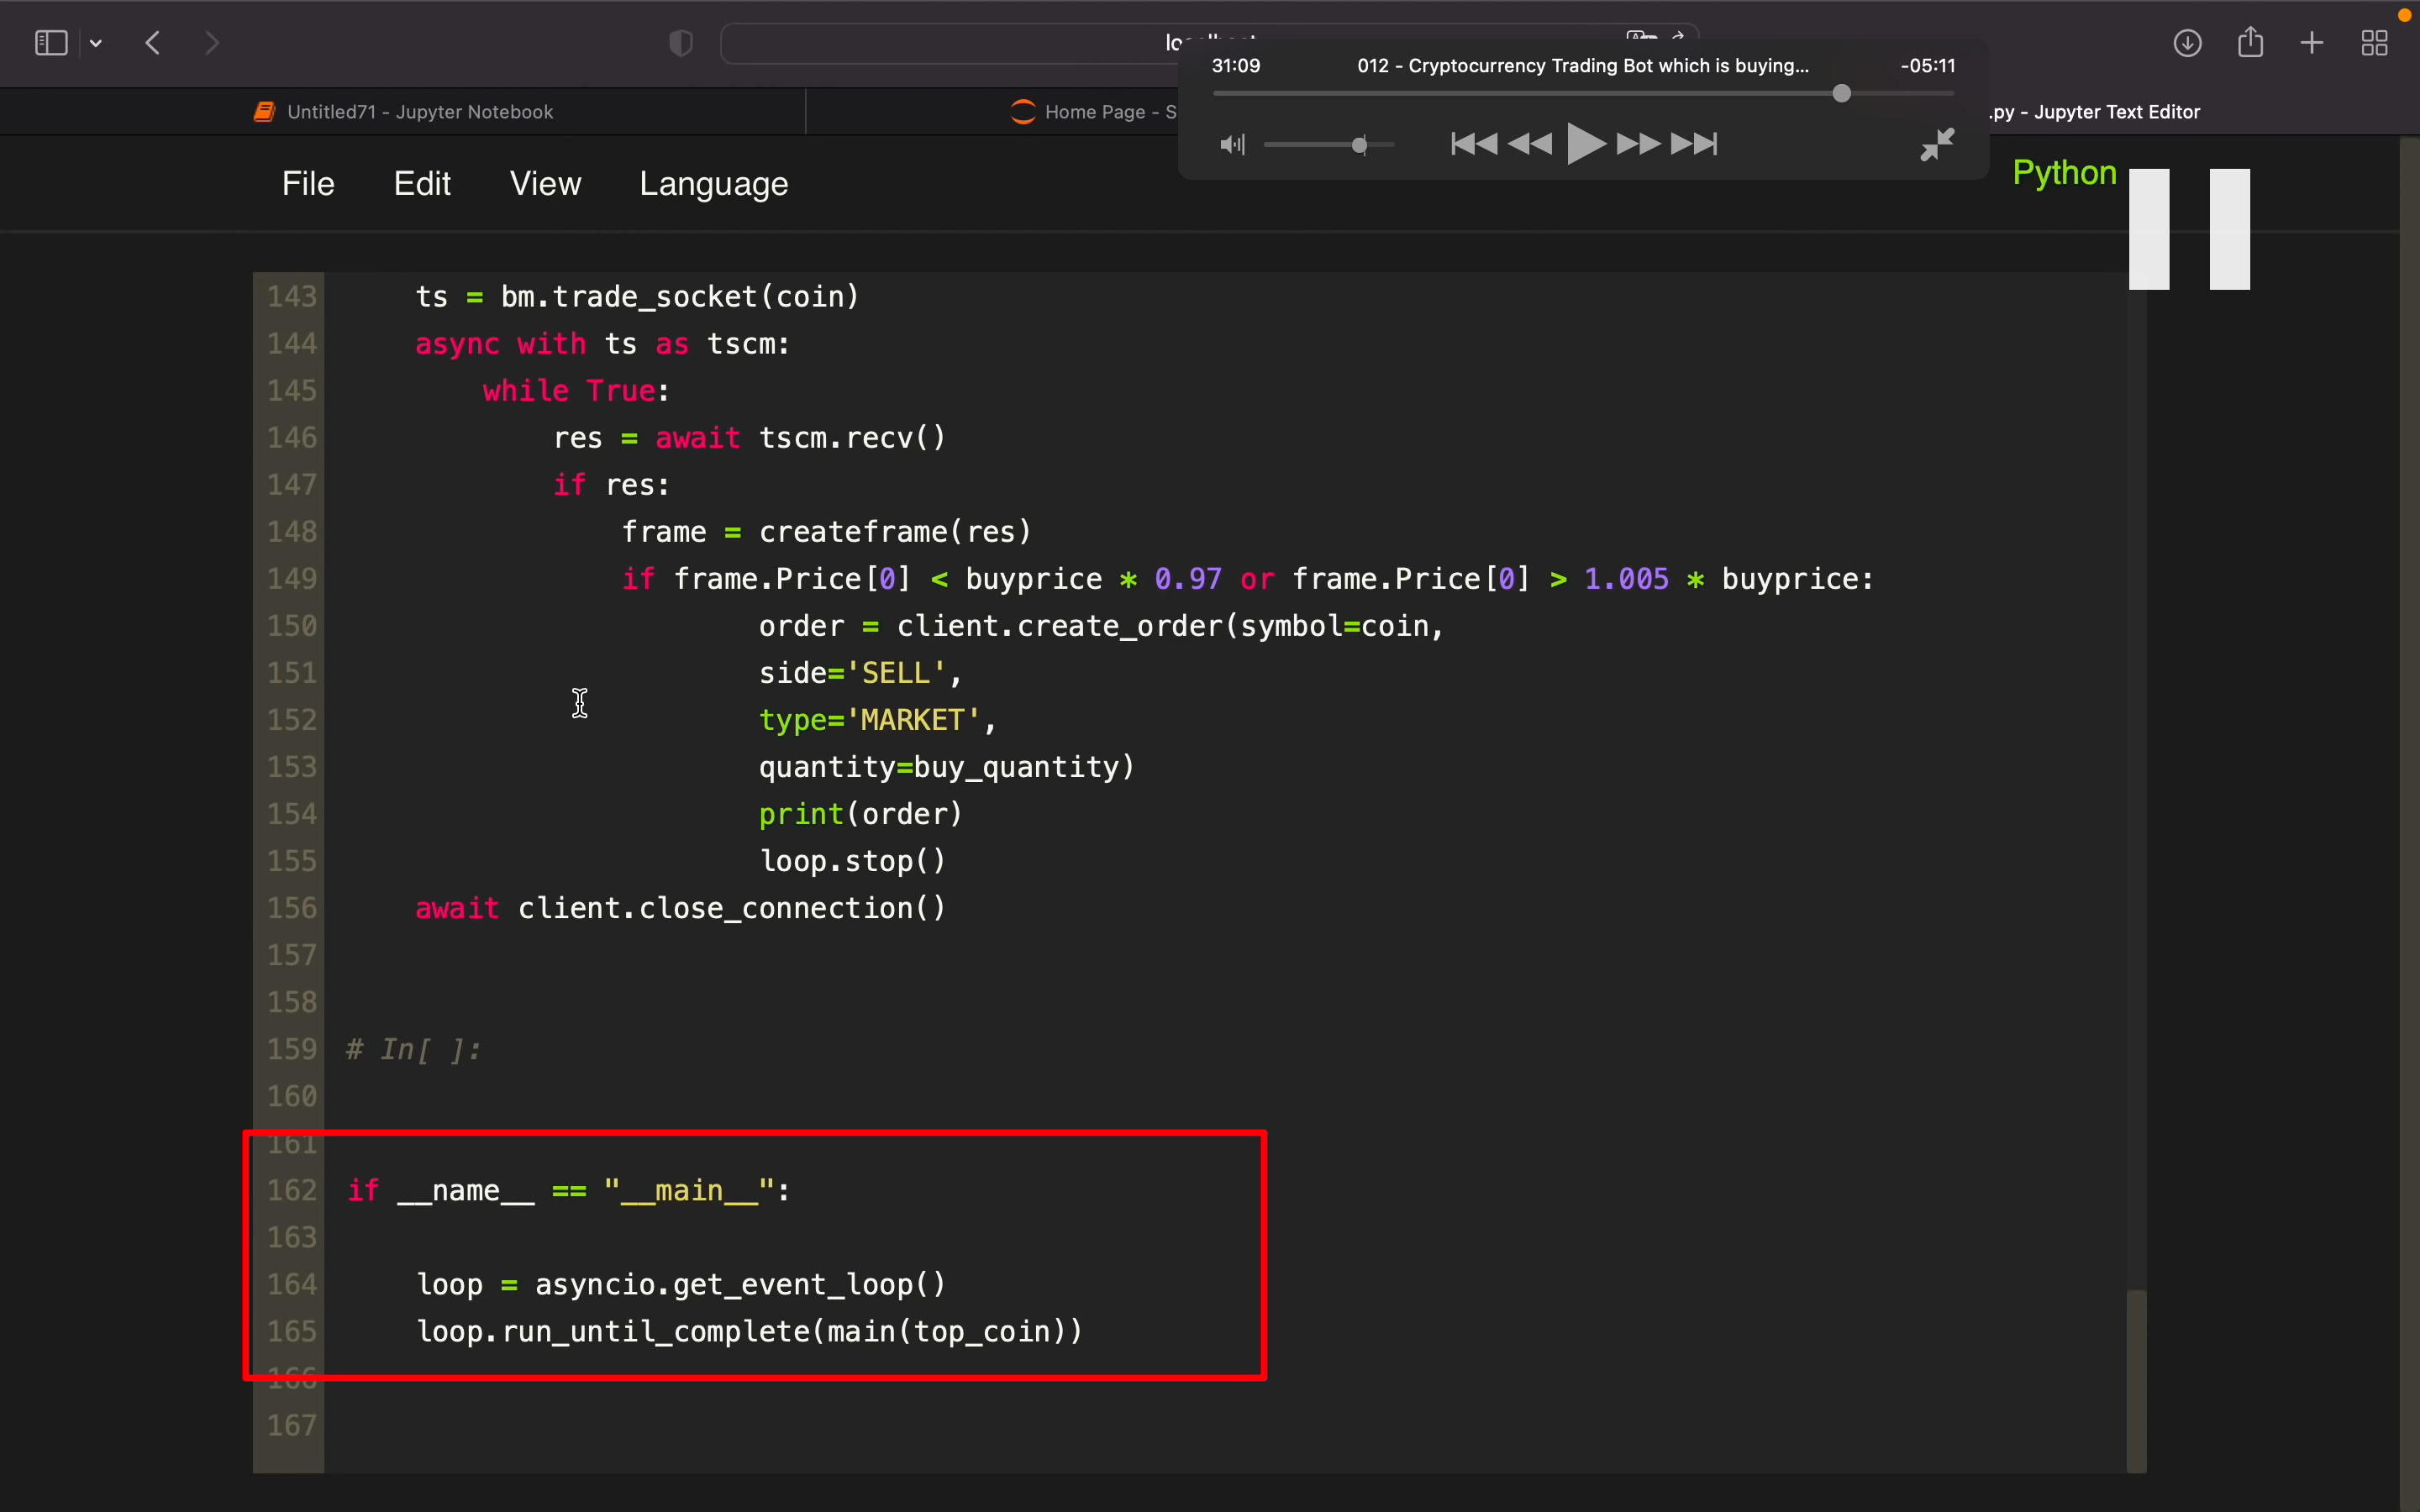 31:09 012 - Cryptocurrency Trading Bot which is buying... -05:11
Untitled71 - Jupyter Notebook
Home Page - S
.py - Jupyter Text Editor
File Edit View Language
Python
143 ts = bm.trade_socket(coin)
144 async with ts as tscm:
145 while True:
146 res = await tscm.recv()
147 if res:
148 frame = createframe(res)
149 if frame.Price[0] < buyprice * 0.97 or frame.Price[0] > 1.005 * buyprice:
150 order = client.create_order(symbol=coin,
151 side='SELL',
152 type='MARKET',
153 quantity=buy_quantity)
154 print(order)
155 loop.stop()
156 await client.close_connection()
157
158
159 # In[ ]:
160
161
162 if __name__ == "__main__":
163
164 loop = asyncio.get_event_loop()
165 loop.run_until_complete(main(top_coin))
166
167